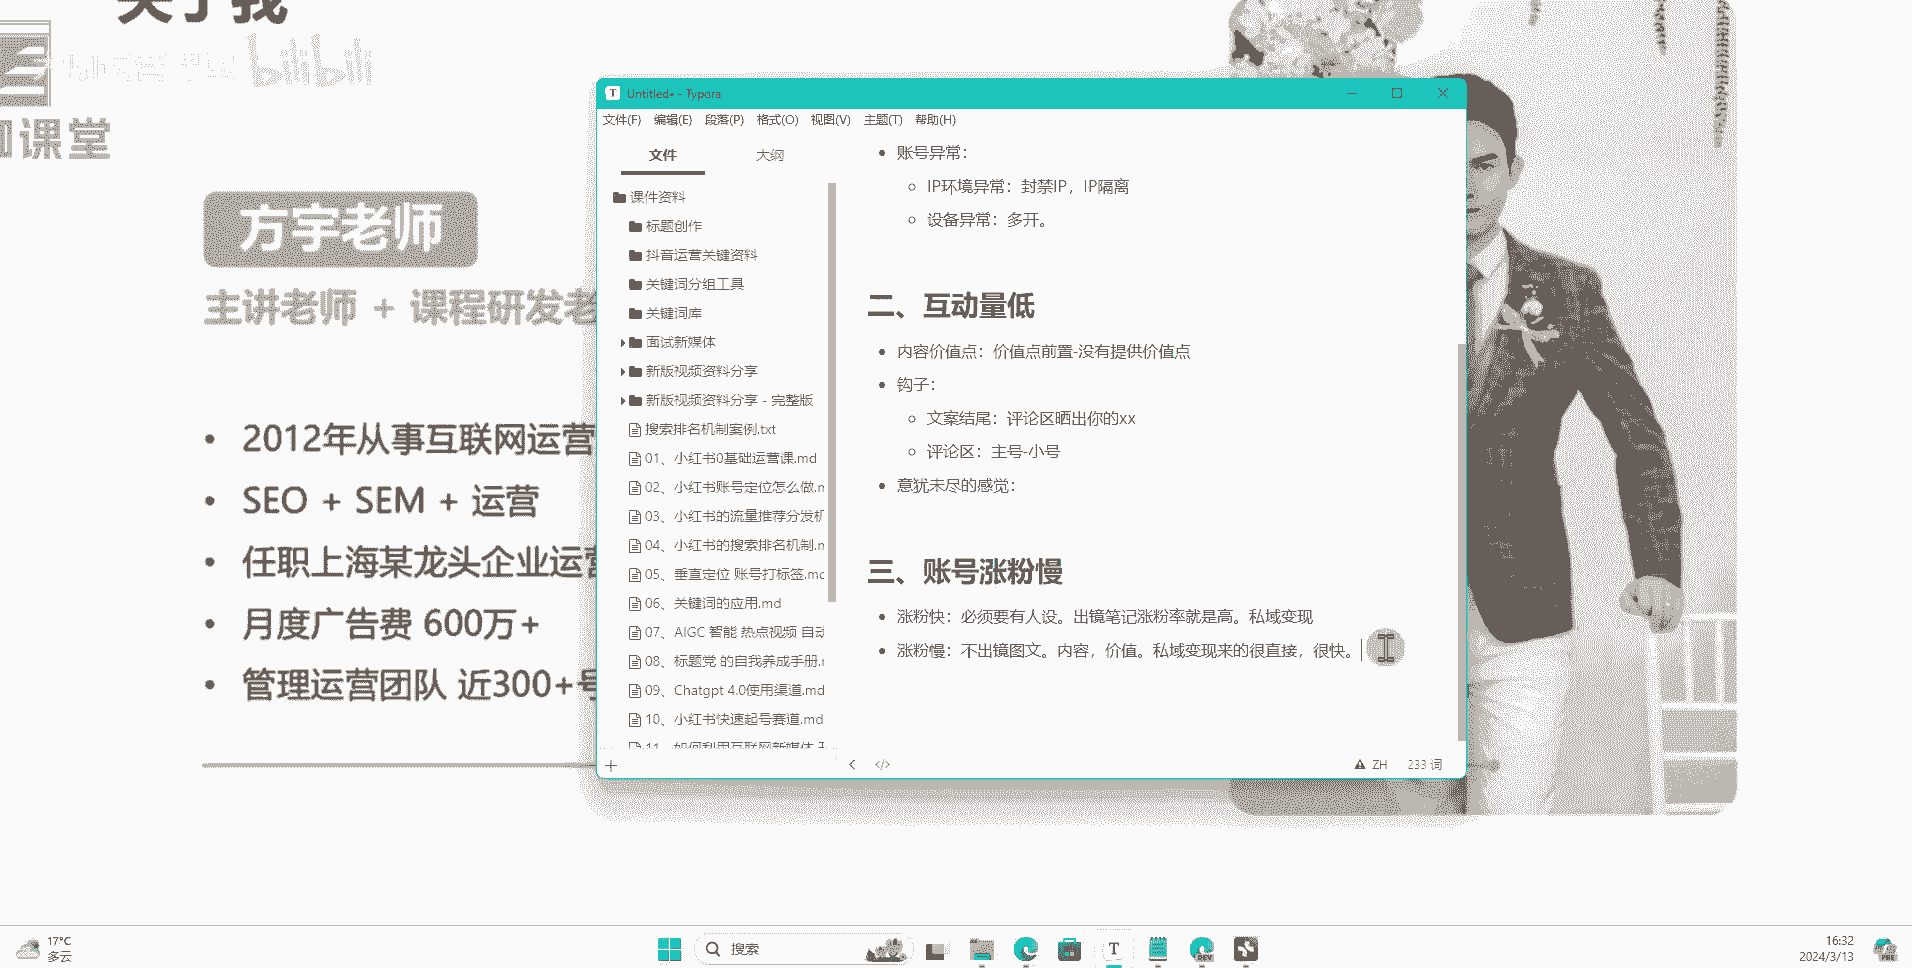 关于我
bilibili
课堂
方宇老师
主讲老师 + 课程研发老
2012年从事互联网运营
SEO + SEM + 运营
任职上海某龙头企业运营
月度广告费 600万+
管理运营团队 近300+号
Untitled• - Typora
文件(F) 编辑(E) 段落(P) 格式(O) 视图(V) 主题(T) 帮助(H)
文件 大纲
课件资料
标题创作
抖音运营关键资料
关键词分组工具
关键词库
面试新媒体
新版视频资料分享
新版视频资料分享 - 完整版
搜索排名机制案例.txt
01、小红书0基础运营课.md
02、小红书账号定位怎么做.m
03、小红书的流量推荐分发机
04、小红书的搜索排名机制.m
05、垂直定位 账号打标签.mc
06、关键词的应用.md
07、AIGC 智能 热点视频 自动
08、标题党 的自我养成手册.r
09、Chatgpt 4.0使用渠道.md
10、小红书快速起号赛道.md
11、如何利用互联网新媒体
账号异常：
IP环境异常：封禁IP，IP隔离
设备异常：多开。
二、互动量低
内容价值点：价值点前置-没有提供价值点
钩子：
文案结尾：评论区晒出你的xx
评论区：主号-小号
意犹未尽的感觉：
三、账号涨粉慢
涨粉快：必须要有人设。出镜笔记涨粉率就是高。私域变现
涨粉慢：不出镜图文。内容，价值。私域变现来的很直接，很快。
ZH 233 词
17°C
多云
搜索
16:32
2024/3/13